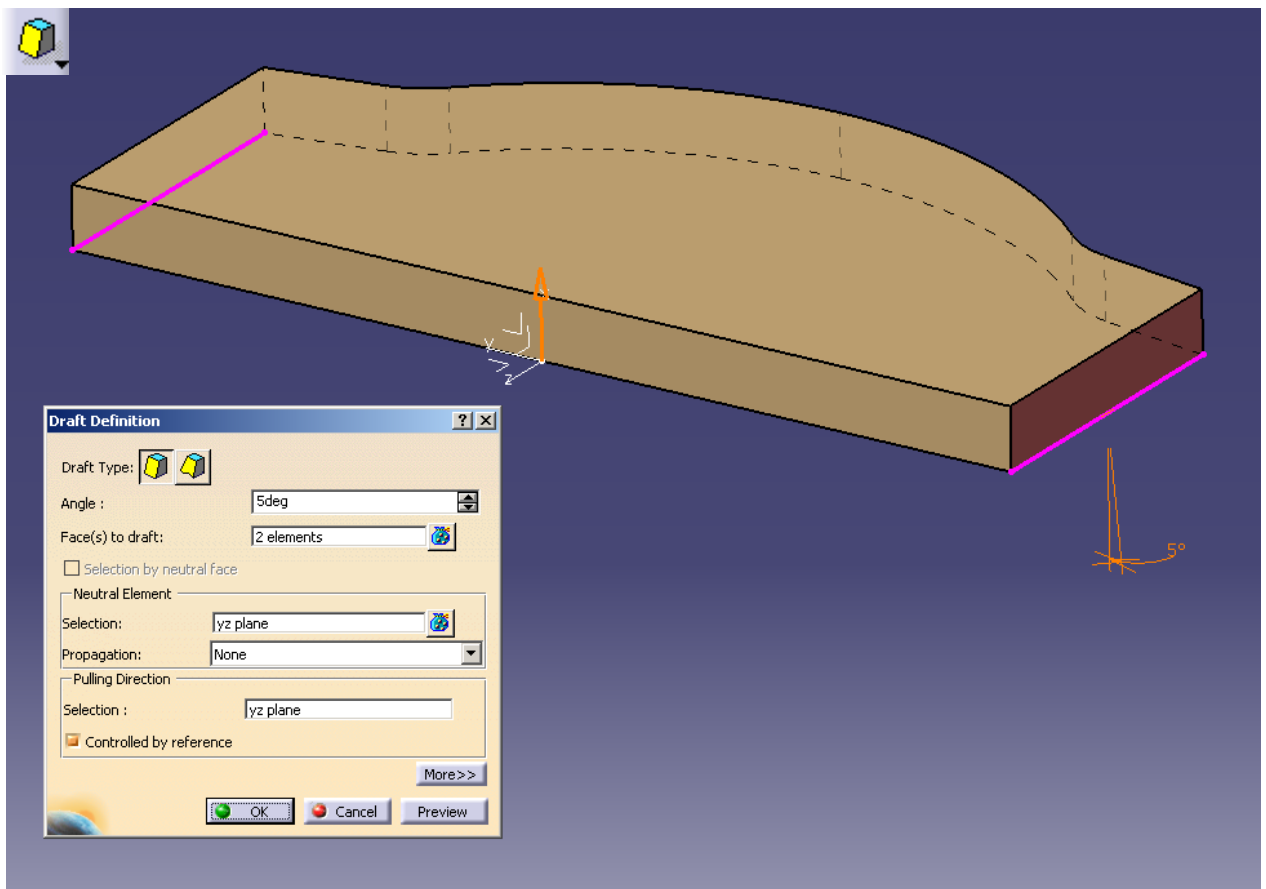 y
z
5°
Draft Definition
Draft Type:
Angle : 5deg
Face(s) to draft: 2 elements
Selection by neutral face
Neutral Element
Selection: yz plane
Propagation: None
Pulling Direction
Selection : yz plane
Controlled by reference
More>>
OK Cancel Preview